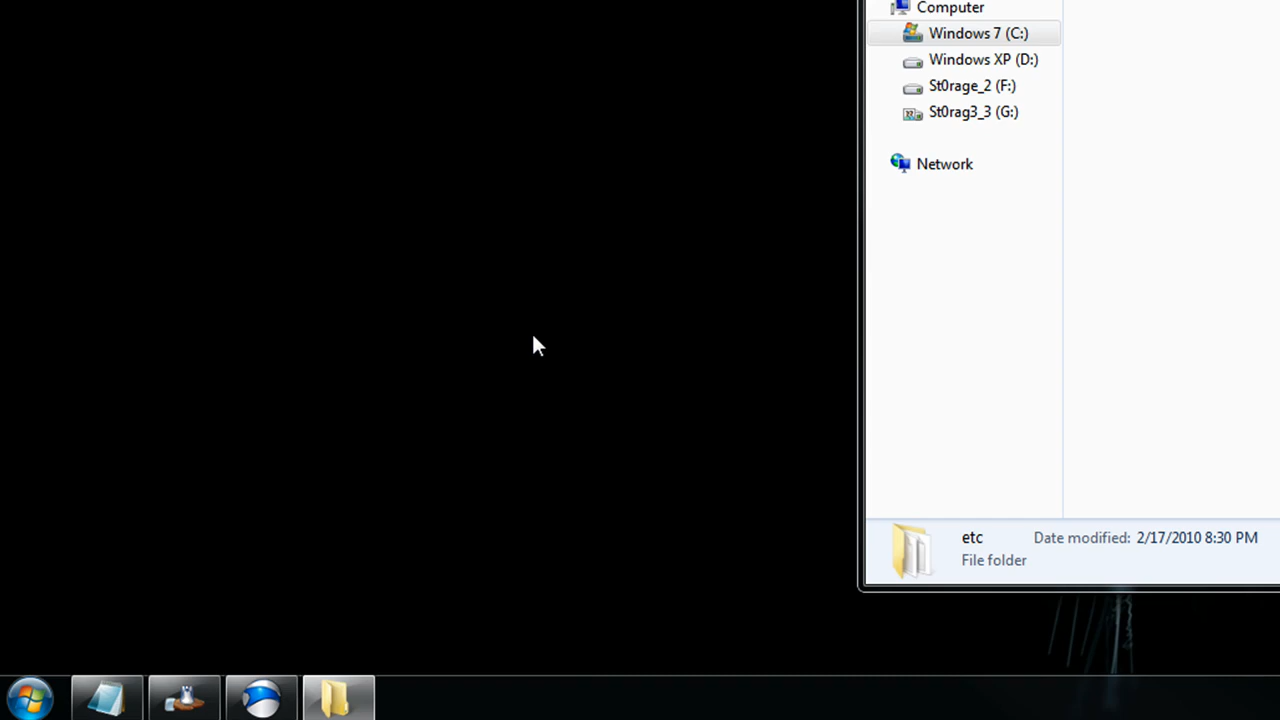 Computer
Windows 7 (C:)
Windows XP (D:)
St0rage_2 (F:)
St0rag3_3 (G:)
Network
etc Date modified: 2/17/2010 8:30 PM
File folder